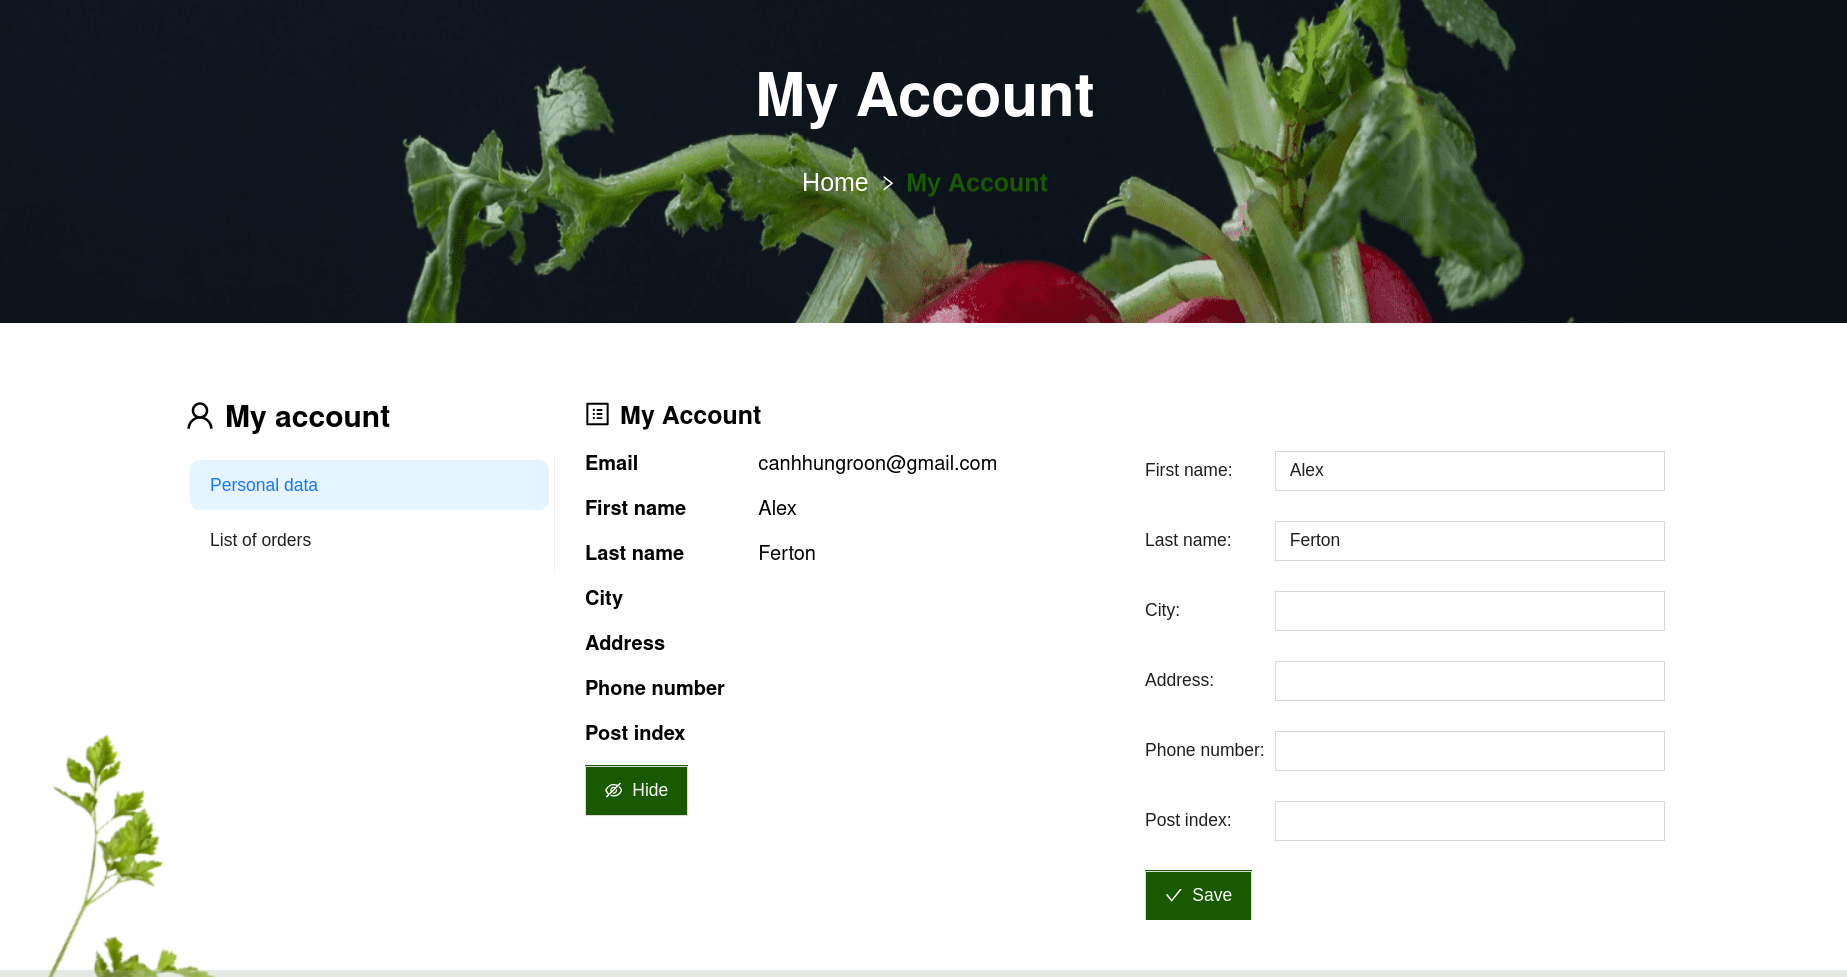 My Account
Home > My Account
My account
Personal data
List of orders
My Account
Email canhhungroon@gmail.com
First name Alex
Last name Ferton
City
Address
Phone number
Post index
Hide
First name: Alex
Last name: Ferton
City:
Address:
Phone number:
Post index:
Save